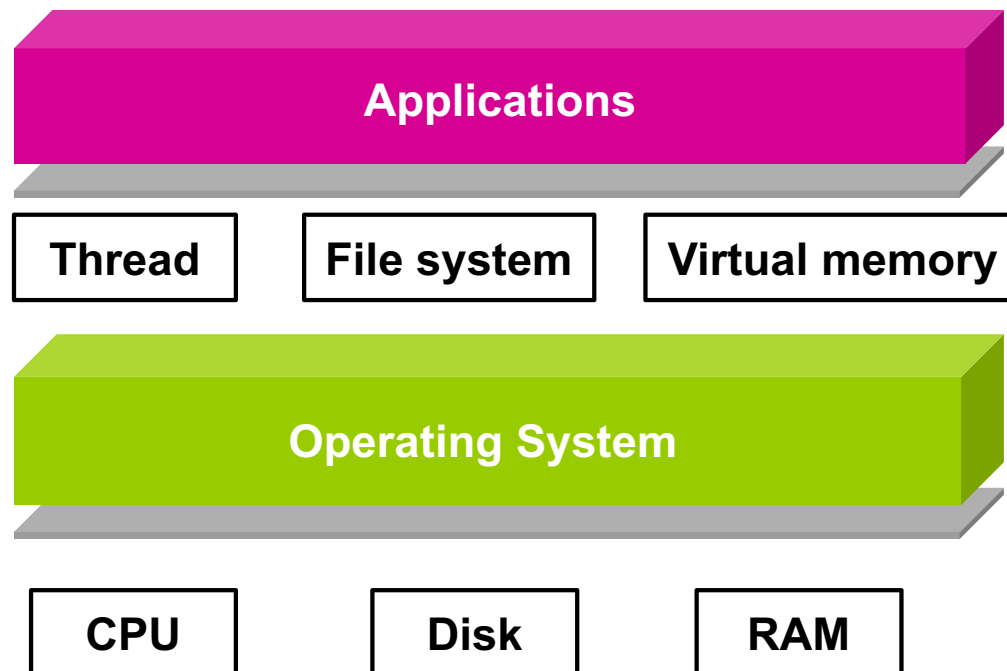 Applications
Thread File system Virtual memory
Operating System
CPU Disk RAM